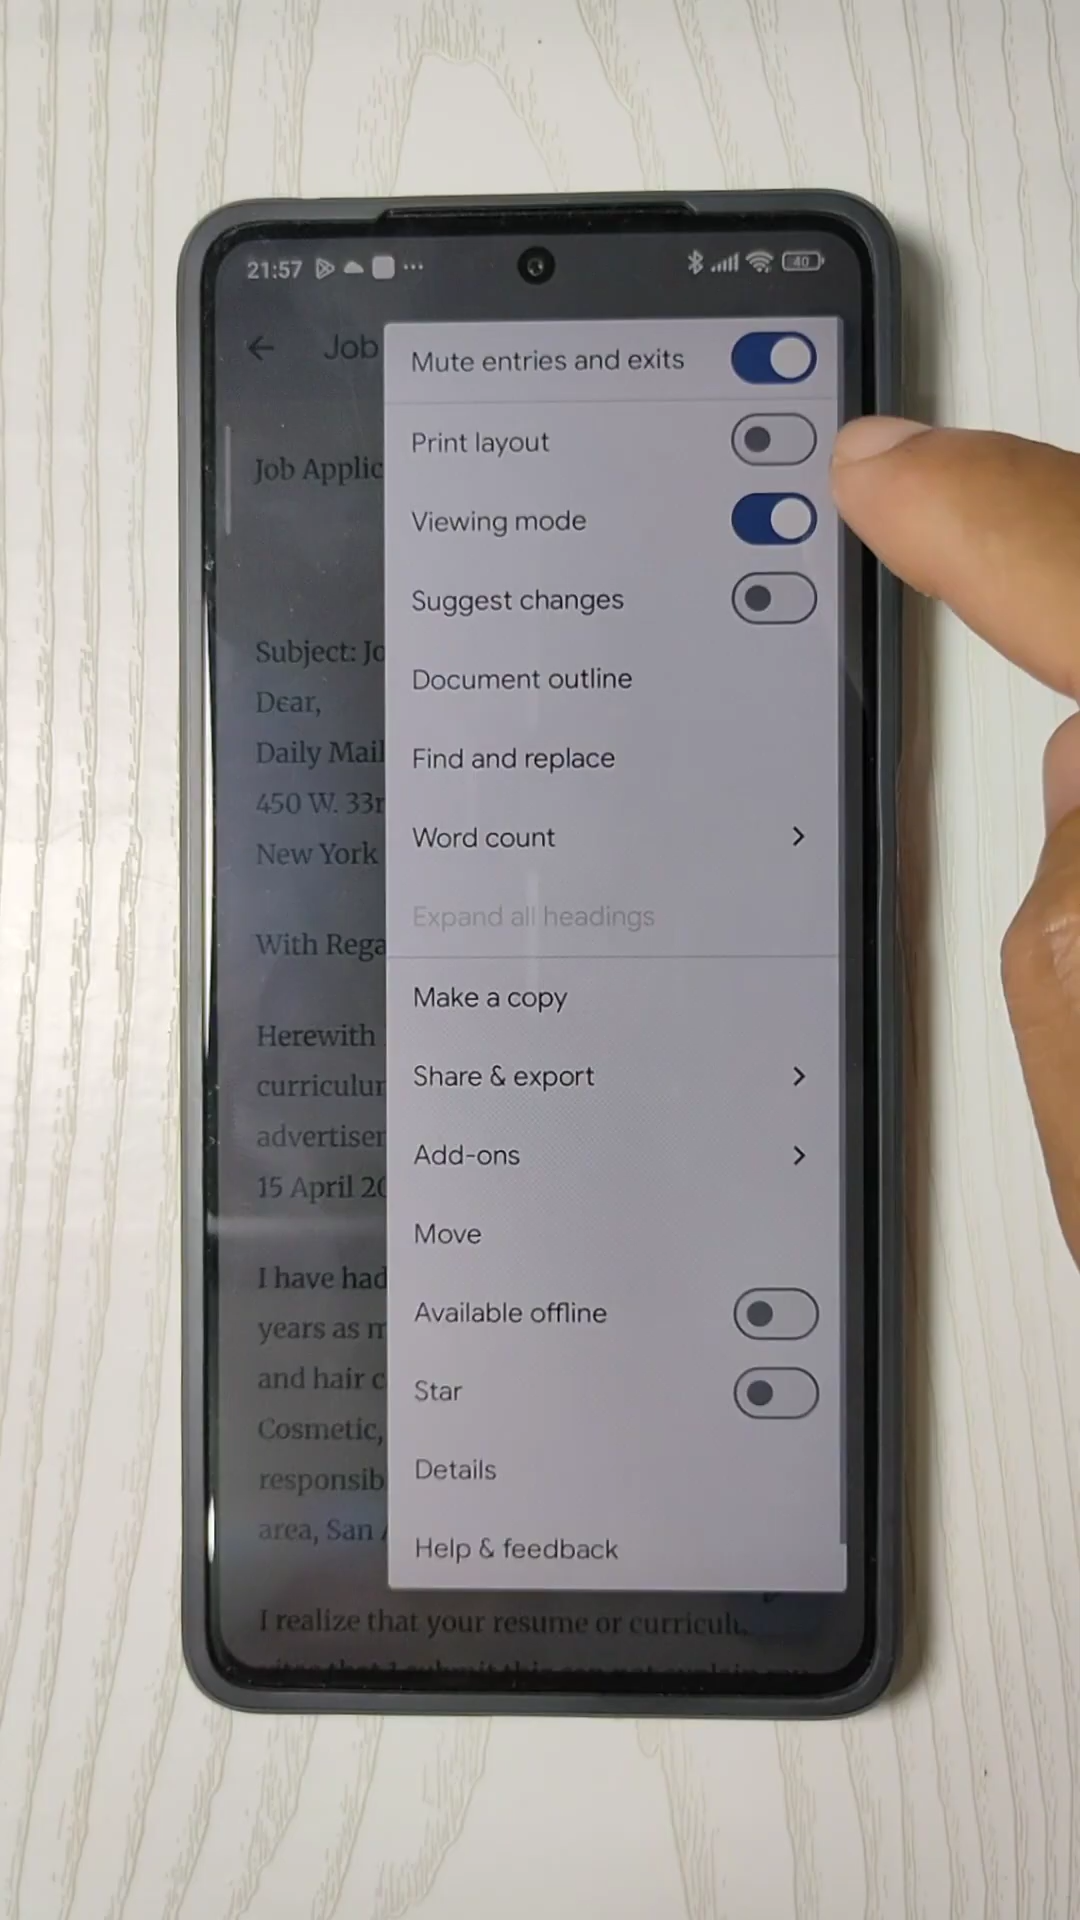 21:57
40
Job
Mute entries and exits
Print layout
Job Applic
Viewing mode
Suggest changes
Subject: Jo
Document outline
Dear,
Daily Mail
Find and replace
450 W. 33r
Word count
New York
Expand all headings
With Rega
Make a copy
Herewith
Share & export
curriculum
advertisem
Add-ons
15 April 20
Move
I have had
Available offline
years as m
and hair c
Star
Cosmetic,
Details
responsib
area, San A
Help & feedback
I realize that your resume or curricul